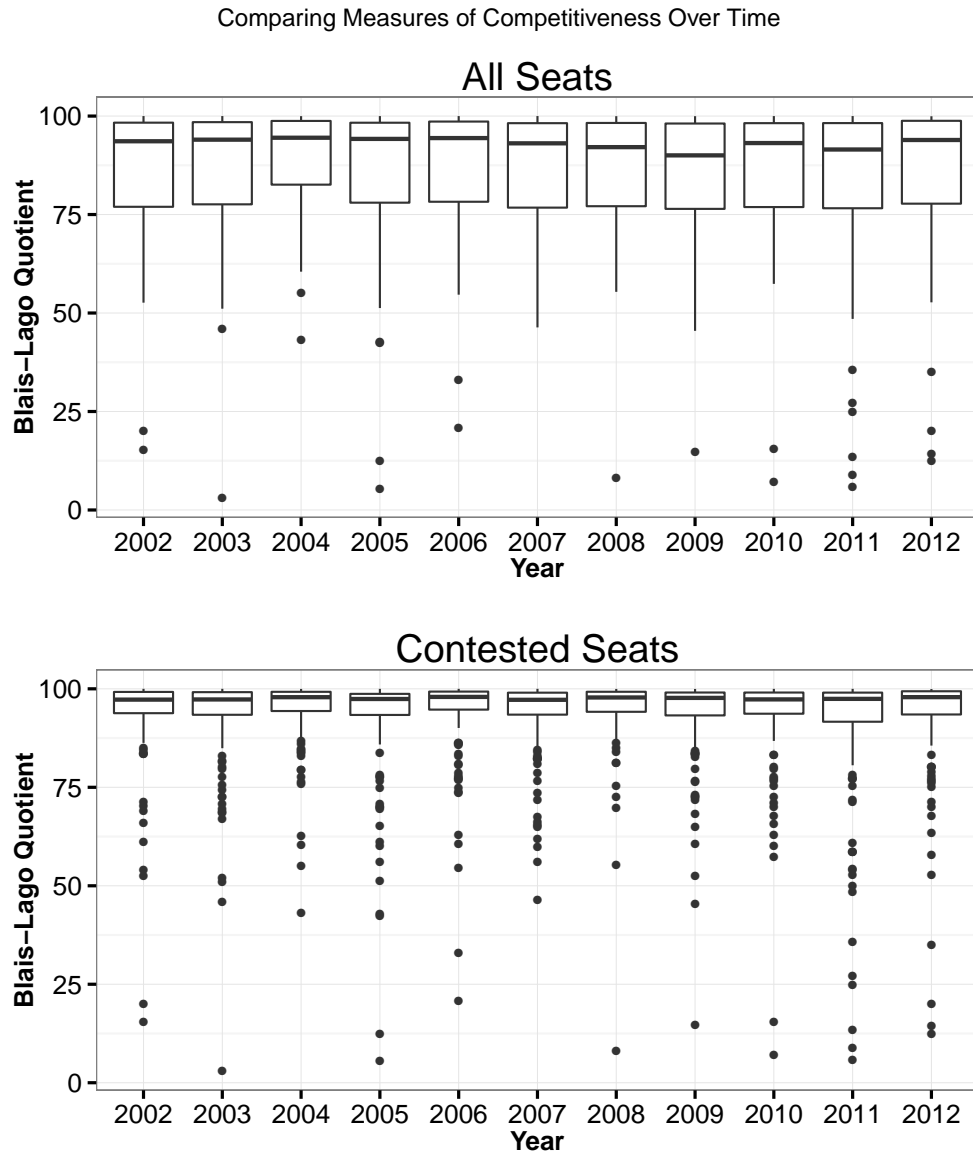 Comparing Measures of Competitiveness Over Time
All Seats
Blais−Lago Quotient
100
75
50
25
0
2002 2003 2004 2005 2006 2007 2008 2009 2010 2011 2012
Year
Contested Seats
Blais−Lago Quotient
100
75
50
25
0
2002 2003 2004 2005 2006 2007 2008 2009 2010 2011 2012
Year